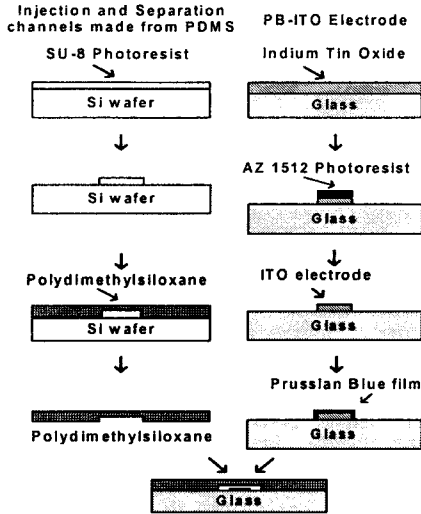 Injection and Separation
channels made from PDMS
SU-8 Photoresist
Si wafer
Si wafer
Polydimethylsiloxane
Si wafer
Polydimethylsiloxane
PB-ITO Electrode
Indium Tin Oxide
Glass
AZ 1512 Photoresist
Glass
ITO electrode
Glass
Prussian Blue film
Glass
Glass